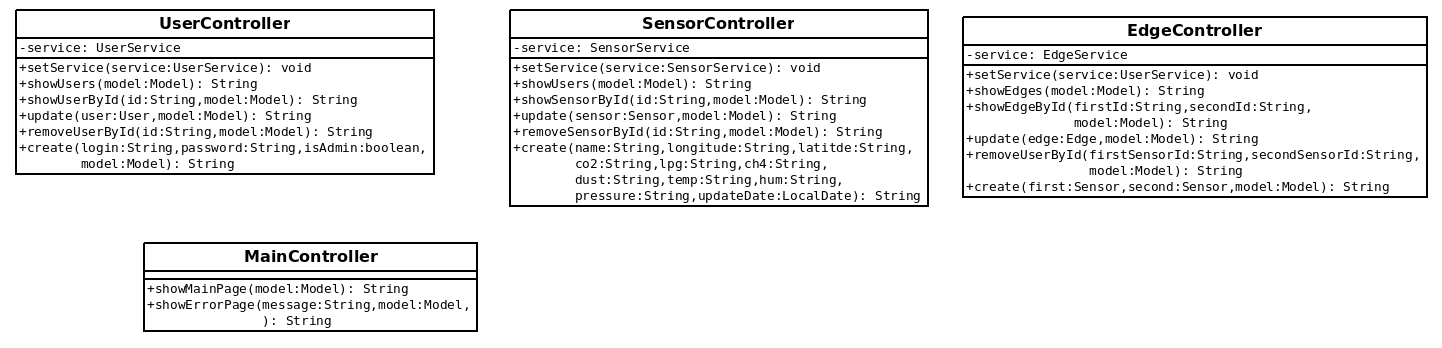 UserController
-service: UserService
+setService(service:UserService): void
+showUsers(model:Model): String
+showUserById(id:String,model:Model): String
+update(user:User,model:Model): String
+removeUserById(id:String,model:Model): String
+create(login:String,password:String,isAdmin:boolean,
model:Model): String
SensorController
-service: SensorService
+setService(service:SensorService): void
+showUsers(model:Model): String
+showSensorById(id:String,model:Model): String
+update(sensor:Sensor,model:Model): String
+removeSensorById(id:String,model:Model): String
+create(name:String,longitude:String,latitde:String,
co2:String,lpg:String,ch4:String,
dust:String,temp:String,hum:String,
pressure:String,updateDate:LocalDate): String
EdgeController
-service: EdgeService
+setService(service:UserService): void
+showEdges(model:Model): String
+showEdgeById(firstId:String,secondId:String,
model:Model): String
+update(edge:Edge,model:Model): String
+removeUserById(firstSensorId:String,secondSensorId:String,
model:Model): String
+create(first:Sensor,second:Sensor,model:Model): String
MainController
+showMainPage(model:Model): String
+showErrorPage(message:String,model:Model,
): String